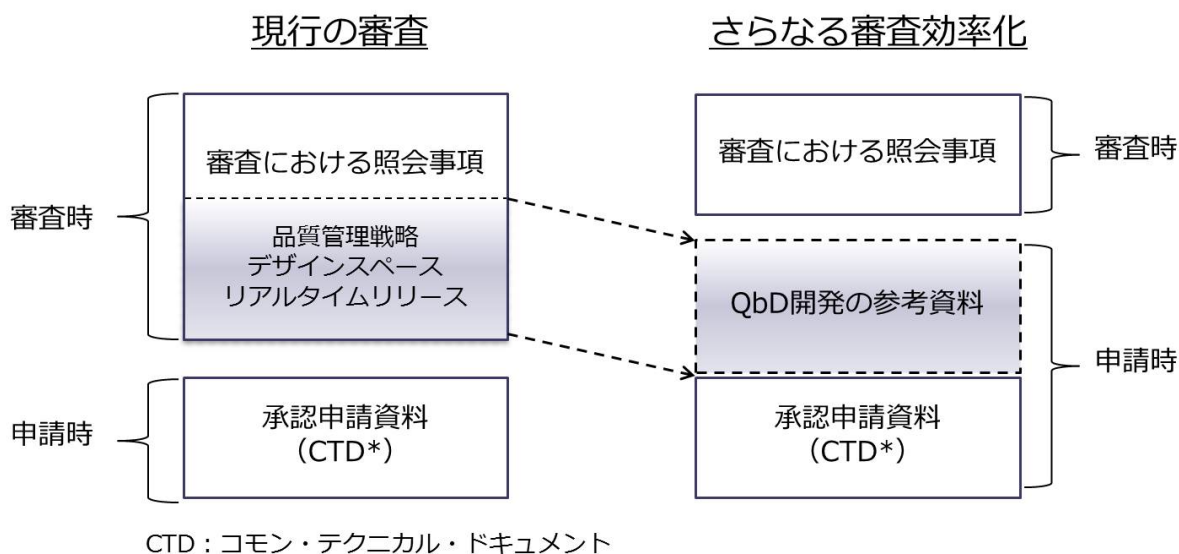 現行の審査
さらなる審査効率化
審査時
審査における照会事項
品質管理戦略
デザインスペース
リアルタイムリリース
申請時
承認申請資料
（CTD*）
審査における照会事項
審査時
QbD開発の参考資料
承認申請資料
（CTD*）
申請時
CTD：コモン・テクニカル・ドキュメント